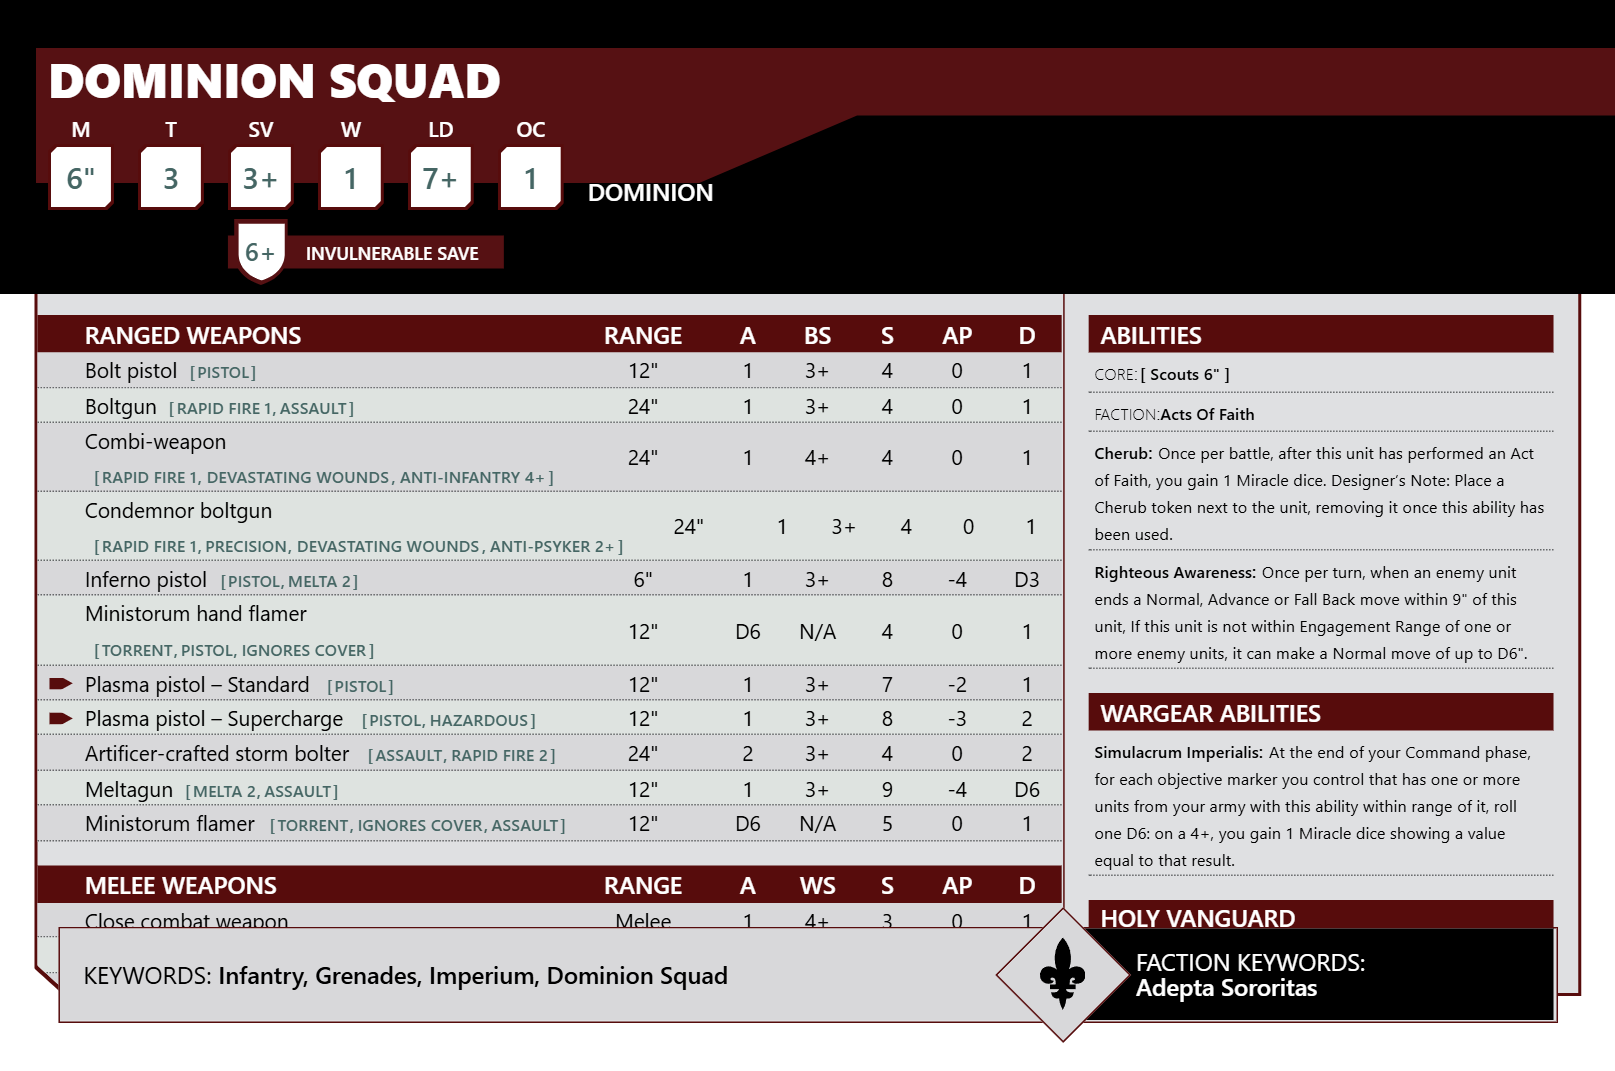 DOMINION SQUAD
M T SV W LD OC
6" 3 3+ 1 7+ 1
DOMINION
6+ INVULNERABLE SAVE
RANGED WEAPONS RANGE A BS S AP D
Bolt pistol [PISTOL] 12" 1 3+ 4 0 1
Boltgun [RAPID FIRE 1, ASSAULT] 24" 1 3+ 4 0 1
Combi-weapon
[RAPID FIRE 1, DEVASTATING WOUNDS, ANTI-INFANTRY 4+] 24" 1 4+ 4 0 1
Condemnor boltgun
[RAPID FIRE 1, PRECISION, DEVASTATING WOUNDS, ANTI-PSYKER 2+] 24" 1 3+ 4 0 1
Inferno pistol [PISTOL, MELTA 2] 6" 1 3+ 8 -4 D3
Ministorum hand flamer
[TORRENT, PISTOL, IGNORES COVER] 12" D6 N/A 4 0 1
Plasma pistol – Standard [PISTOL] 12" 1 3+ 7 -2 1
Plasma pistol – Supercharge [PISTOL, HAZARDOUS] 12" 1 3+ 8 -3 2
Artificer-crafted storm bolter [ASSAULT, RAPID FIRE 2] 24" 2 3+ 4 0 2
Meltagun [MELTA 2, ASSAULT] 12" 1 3+ 9 -4 D6
Ministorum flamer [TORRENT, IGNORES COVER, ASSAULT] 12" D6 N/A 5 0 1
MELEE WEAPONS RANGE A WS S AP D
Close combat weapon Melee 1 4+ 3 0 1
ABILITIES
CORE: [ Scouts 6" ]
FACTION: Acts Of Faith
Cherub: Once per battle, after this unit has performed an Act
of Faith, you gain 1 Miracle dice. Designer's Note: Place a
Cherub token next to the unit, removing it once this ability has
been used.
Righteous Awareness: Once per turn, when an enemy unit
ends a Normal, Advance or Fall Back move within 9" of this
unit, If this unit is not within Engagement Range of one or
more enemy units, it can make a Normal move of up to D6".
WARGEAR ABILITIES
Simulacrum Imperialis: At the end of your Command phase,
for each objective marker you control that has one or more
units from your army with this ability within range of it, roll
one D6: on a 4+, you gain 1 Miracle dice showing a value
equal to that result.
HOLY VANGUARD
KEYWORDS: Infantry, Grenades, Imperium, Dominion Squad
FACTION KEYWORDS:
Adepta Sororitas